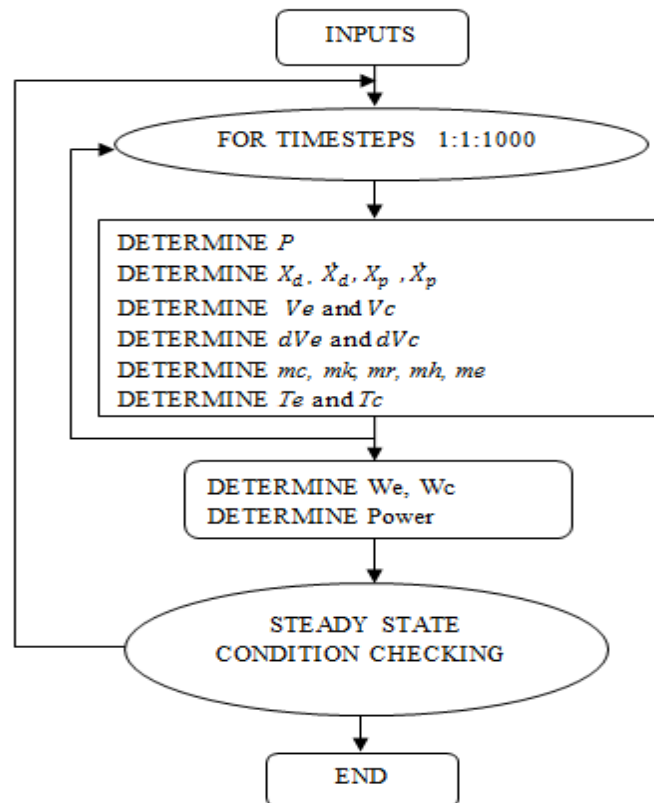 INPUTS
FOR TIMESTEPS 1:1:1000
DETERMINE P
DETERMINE X_d, Ẋ_d, X_p, Ẋ_p
DETERMINE Ve and Vc
DETERMINE dVe and dVc
DETERMINE mc, mk, mr, mh, me
DETERMINE Te and Tc
DETERMINE We, Wc
DETERMINE Power
STEADY STATE
CONDITION CHECKING
END